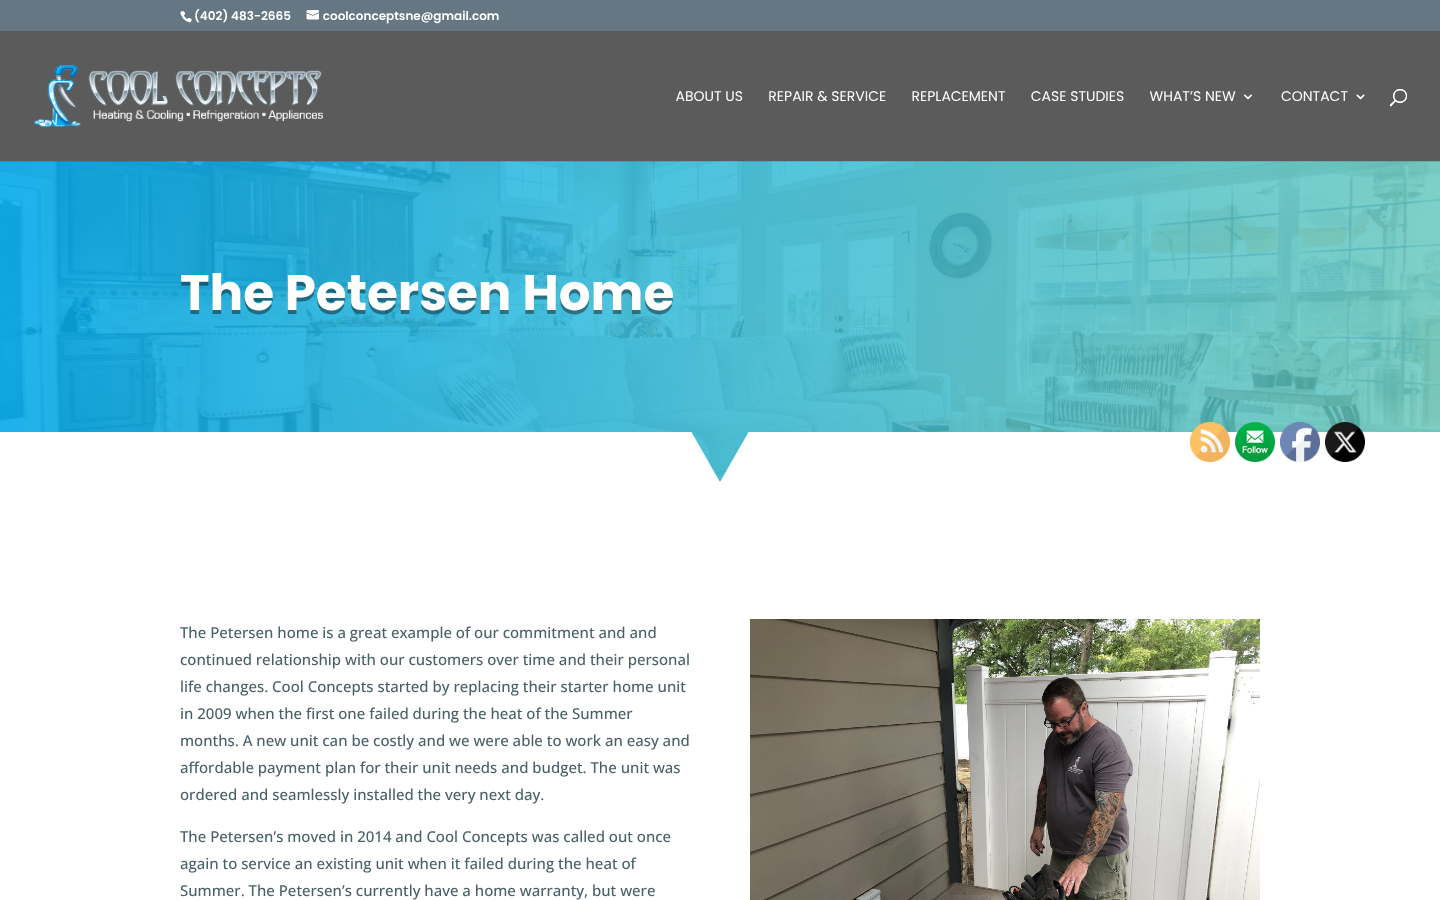 (402) 483-2665 coolconceptsne@gmail.com
COOL CONCEPTS
Heating & Cooling • Refrigeration • Appliances
ABOUT US REPAIR & SERVICE REPLACEMENT CASE STUDIES WHAT'S NEW CONTACT
The Petersen Home
Follow
The Petersen home is a great example of our commitment and and
continued relationship with our customers over time and their personal
life changes. Cool Concepts started by replacing their starter home unit
in 2009 when the first one failed during the heat of the Summer
months. A new unit can be costly and we were able to work an easy and
affordable payment plan for their unit needs and budget. The unit was
ordered and seamlessly installed the very next day.
The Petersen’s moved in 2014 and Cool Concepts was called out once
again to service an existing unit when it failed during the heat of
Summer. The Petersen’s currently have a home warranty, but were